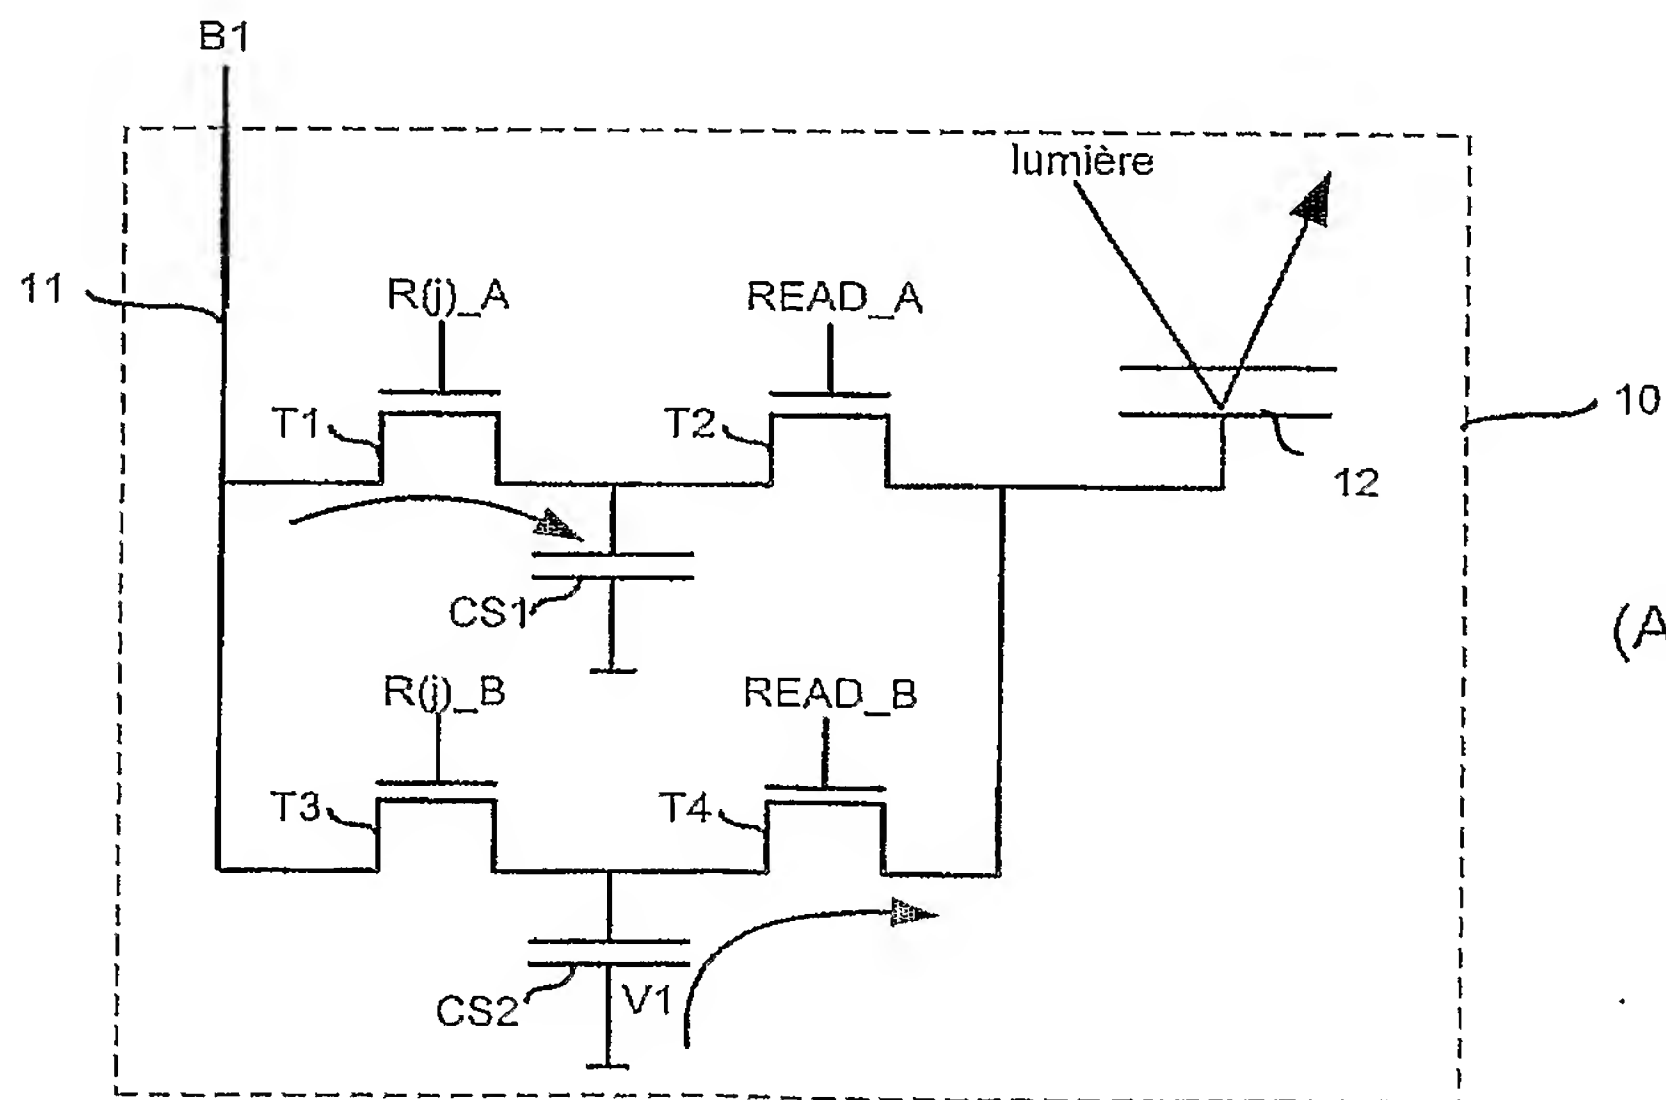 B1
lumière
11
R(j)_A
READ_A
T1
T2
10
12
CS1
(A
R(j)_B
READ_B
T3
T4
CS2
V1